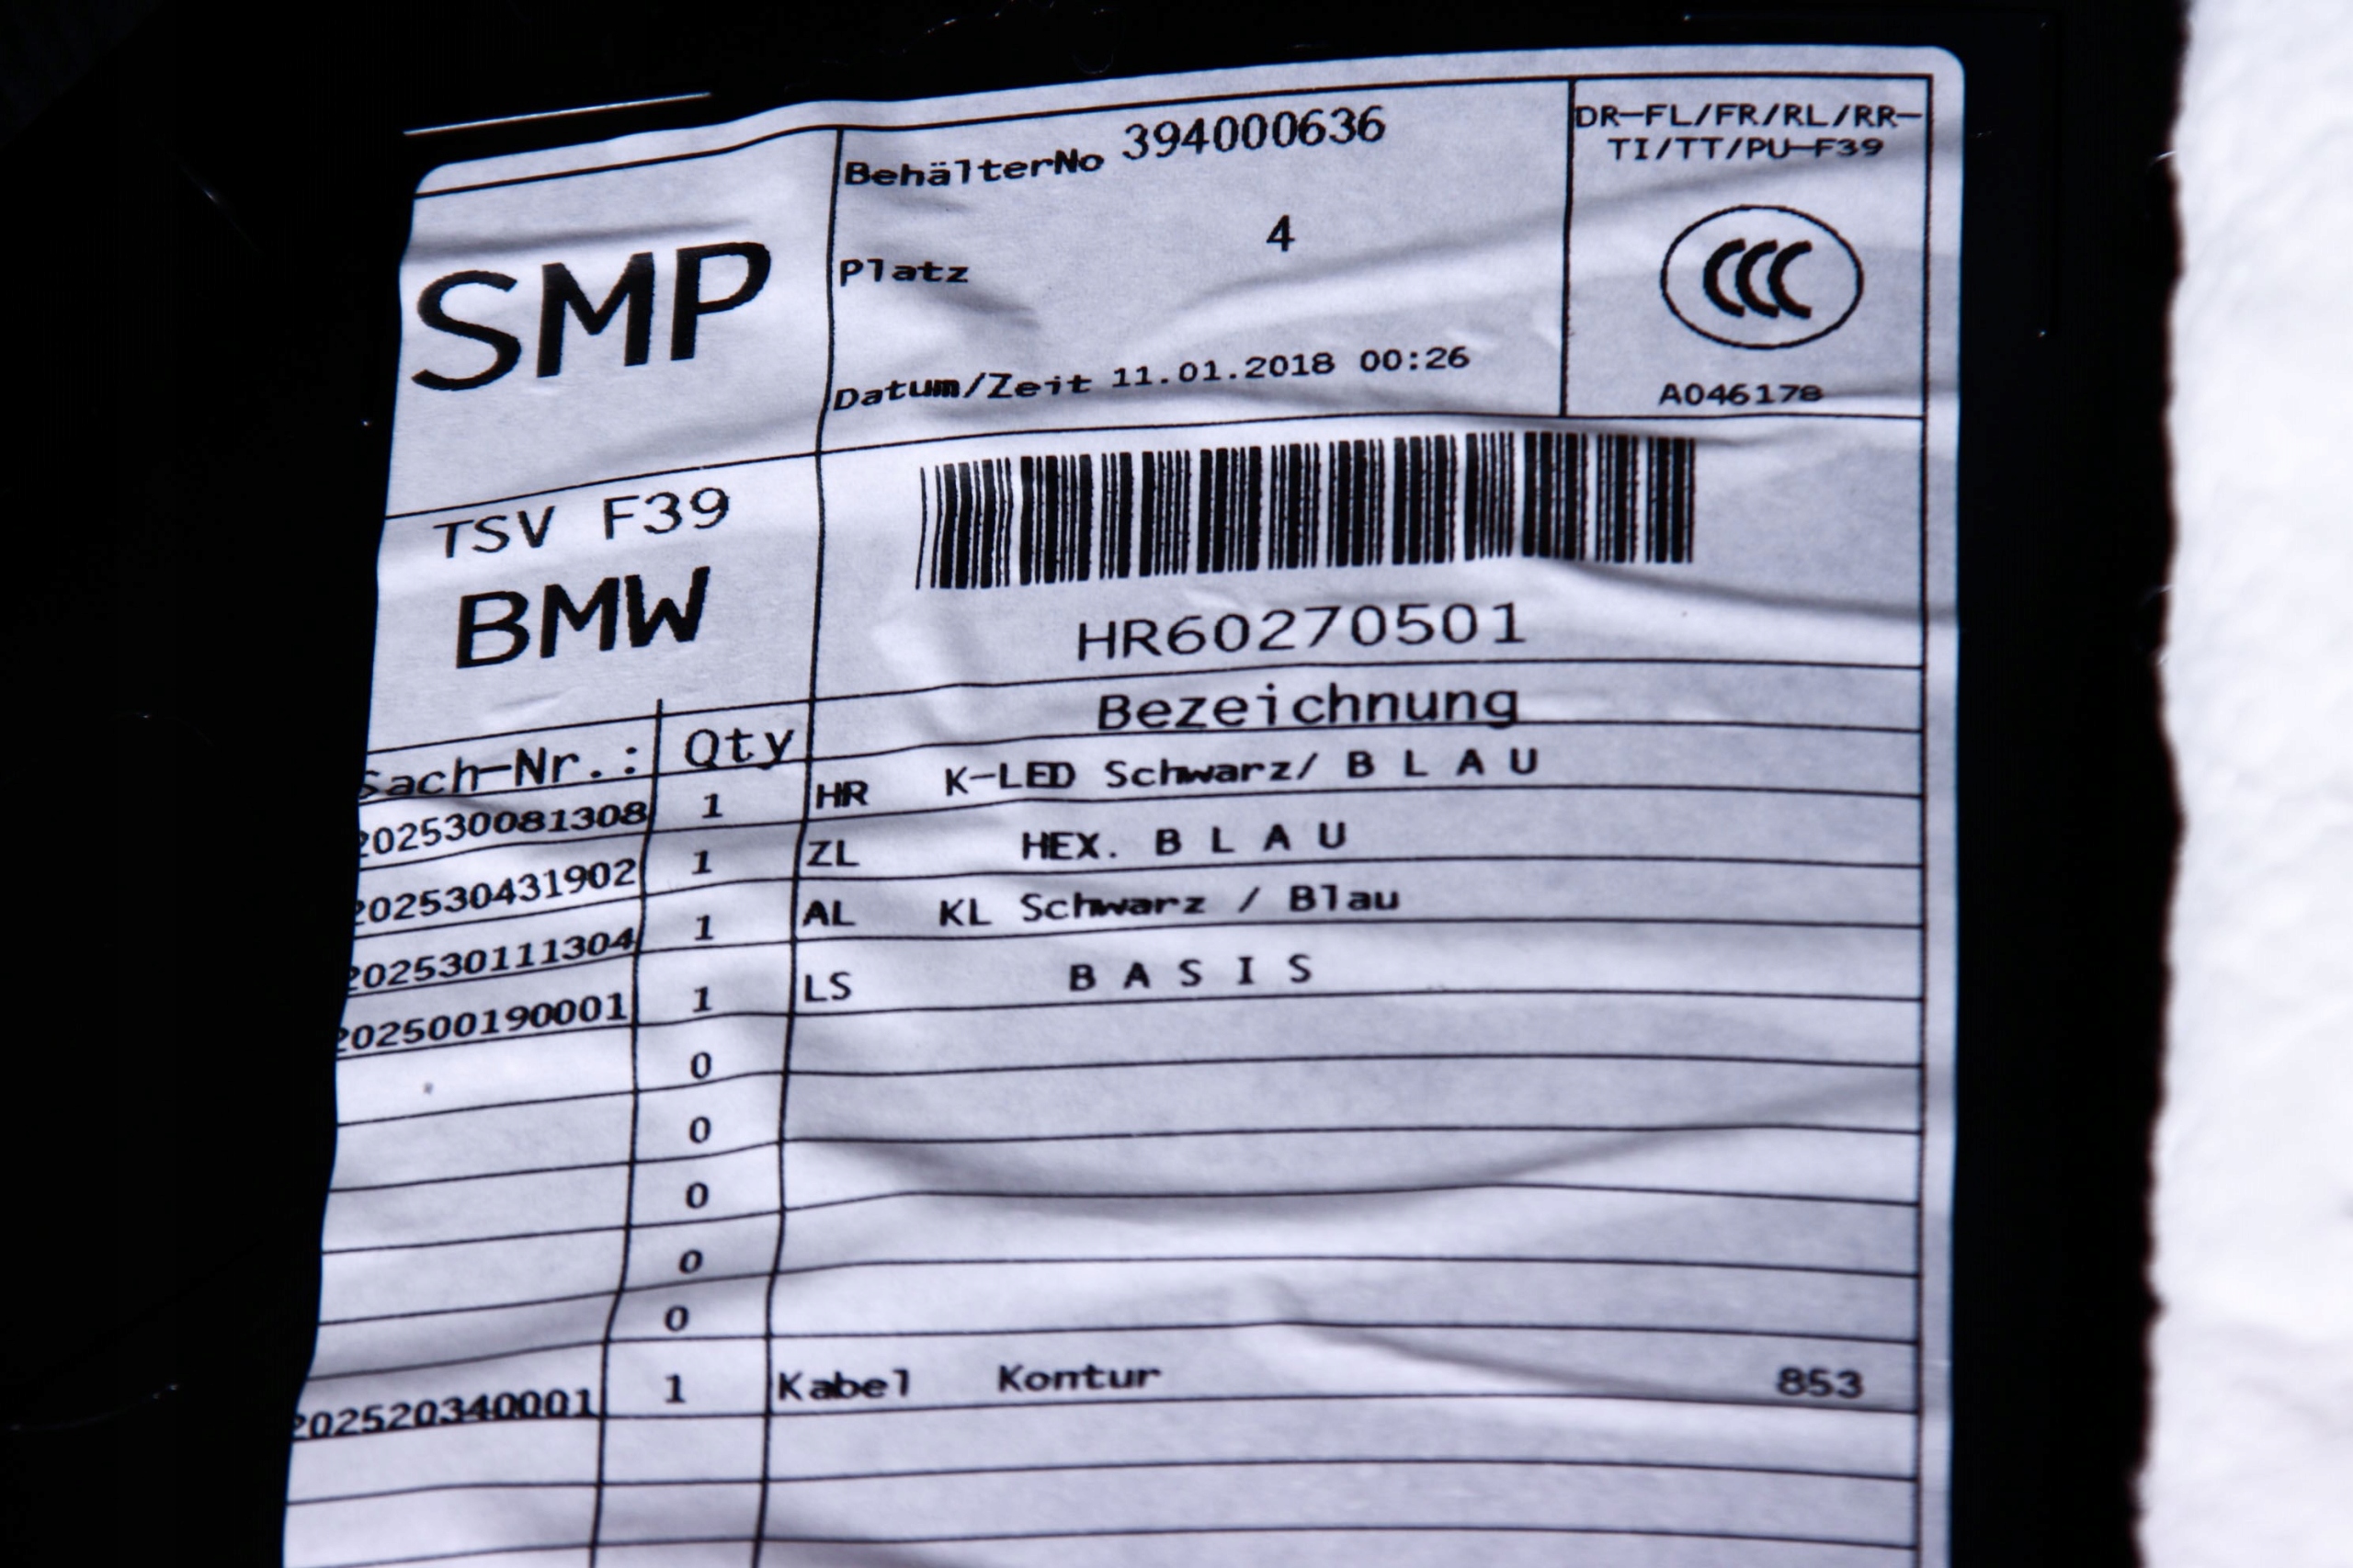 SMP
BehälterNo 394000636
Platz 4
Datum/Zeit 11.01.2018 00:26
DR-FL/FR/RL/RR-
TI/TT/PU-F39
CCC
A046178
TSV F39
BMW
HR60270501
Sach-Nr.: Qty Bezeichnung
202530081308 1 HR K-LED Schwarz/ B L A U
202530431902 1 ZL HEX. B L A U
202530111304 1 AL KL Schwarz / Blau
202500190001 1 LS B A S I S
0
0
0
0
0
202520340001 1 Kabel Kontur 853